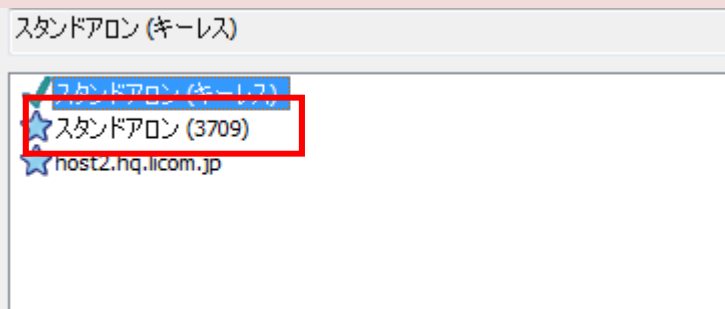 スタンドアロン (キーレス)
スタンドアロン (キーレス)
スタンドアロン (3709)
host2.hq.licom.jp